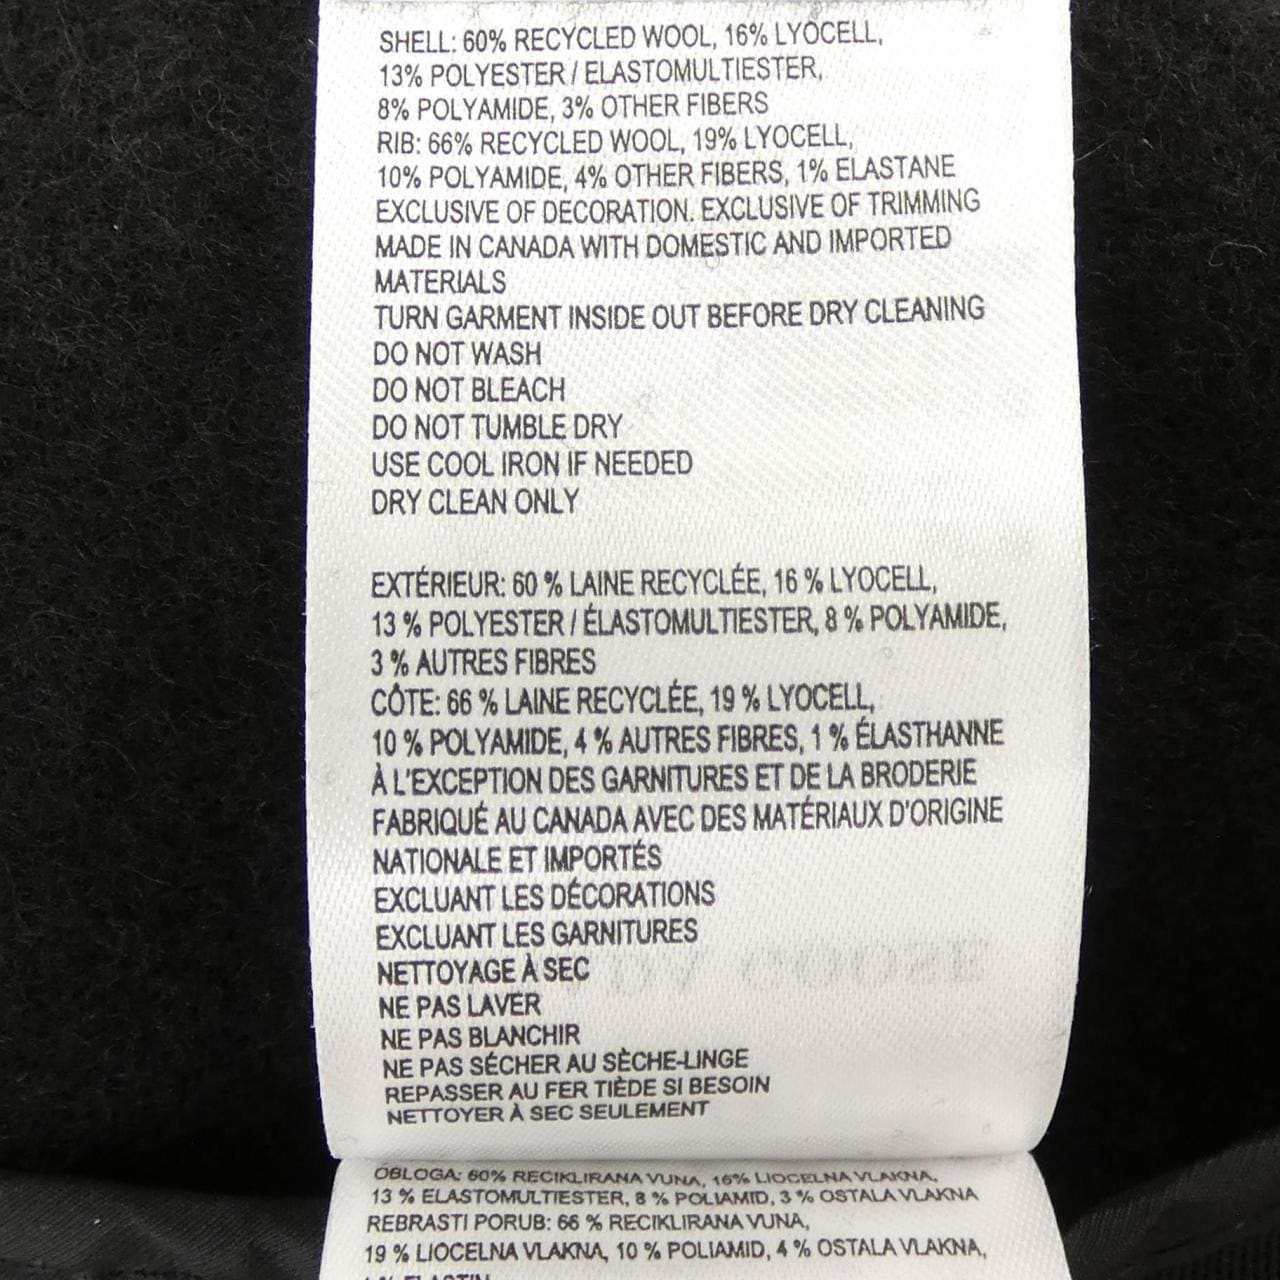 SHELL: 60% RECYCLED WOOL, 16% LYOCELL,
13% POLYESTER / ELASTOMULTIESTER,
8% POLYAMIDE, 3% OTHER FIBERS
RIB: 66% RECYCLED WOOL, 19% LYOCELL,
10% POLYAMIDE, 4% OTHER FIBERS, 1% ELASTANE
EXCLUSIVE OF DECORATION. EXCLUSIVE OF TRIMMING
MADE IN CANADA WITH DOMESTIC AND IMPORTED
MATERIALS
TURN GARMENT INSIDE OUT BEFORE DRY CLEANING
DO NOT WASH
DO NOT BLEACH
DO NOT TUMBLE DRY
USE COOL IRON IF NEEDED
DRY CLEAN ONLY
EXTÉRIEUR: 60 % LAINE RECYCLÉE, 16 % LYOCELL,
13 % POLYESTER / ÉLASTOMULTIESTER, 8 % POLYAMIDE,
3 % AUTRES FIBRES
CÔTE: 66 % LAINE RECYCLÉE, 19 % LYOCELL,
10 % POLYAMIDE, 4 % AUTRES FIBRES, 1 % ÉLASTHANNE
À L'EXCEPTION DES GARNITURES ET DE LA BRODERIE
FABRIQUÉ AU CANADA AVEC DES MATÉRIAUX D'ORIGINE
NATIONALE ET IMPORTÉS
EXCLUANT LES DÉCORATIONS
EXCLUANT LES GARNITURES
NETTOYAGE À SEC
NE PAS LAVER
NE PAS BLANCHIR
NE PAS SÉCHER AU SÈCHE-LINGE
REPASSER AU FER TIÈDE SI BESOIN
NETTOYER À SEC SEULEMENT
OBLOGA: 60% RECIKLIRANA VUNA, 16% LIOCELNA VLAKNA,
13 % ELASTOMULTIESTER, 8 % POLIAMID, 3 % OSTALA VLAKNA
REBRASTI PORUB: 66 % RECIKLIRANA VUNA,
19 % LIOCELNA VLAKNA, 10 % POLIAMID, 4 % OSTALA VLAKNA,
% ELASTIN